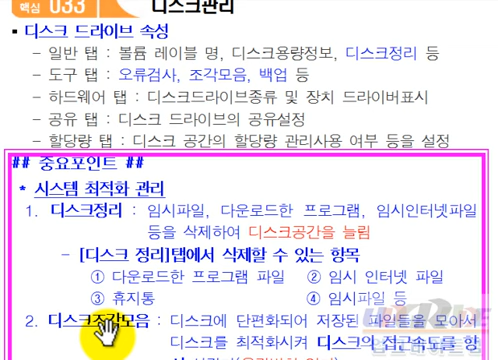 핵심 033 디스크관리
▪ 디스크 드라이브 속성
– 일반 탭 : 볼륨 레이블 명, 디스크용량정보, 디스크정리 등
– 도구 탭 : 오류검사, 조각모음, 백업 등
– 하드웨어 탭 : 디스크드라이브종류 및 장치 드라이버표시
– 공유 탭 : 디스크 드라이브의 공유설정
– 할당량 탭 : 디스크 공간의 할당량 관리사용 여부 등을 설정
## 중요포인트 ##
* 시스템 최적화 관리
1. 디스크정리 : 임시파일, 다운로드한 프로그램, 임시인터넷파일
등을 삭제하여 디스크공간을 늘림
– [디스크 정리]탭에서 삭제할 수 있는 항목
① 다운로드한 프로그램 파일 ② 임시 인터넷 파일
③ 휴지통 ④ 임시파일 등
2. 디스크조각모음 : 디스크에 단편화되어 저장된 파일들을 모아서
디스크를 최적화시켜 디스크의 접근속도를 향